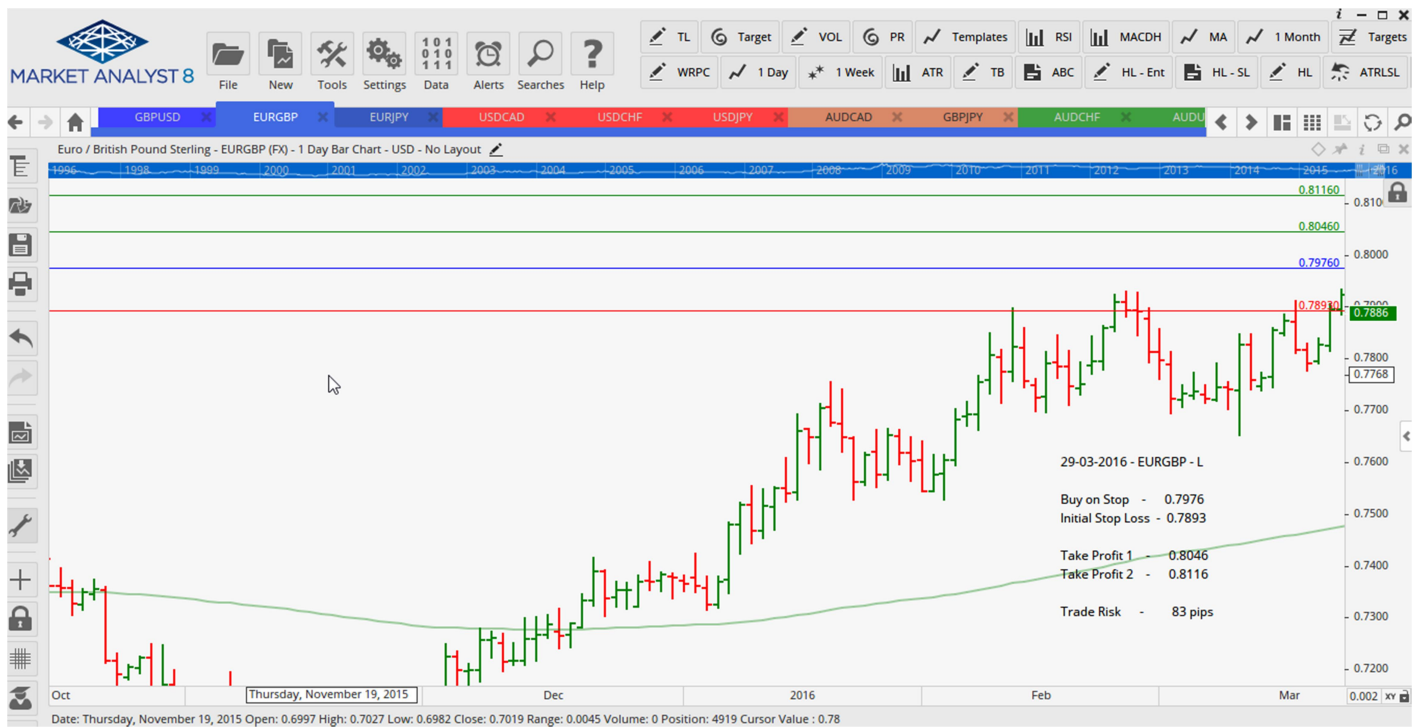 MARKET ANALYST 8
File New Tools Settings Data Alerts Searches Help
TL Target VOL PR Templates RSI MACDH MA 1 Month Targets
WRPC 1 Day 1 Week ATR TB ABC HL - Ent HL - SL HL ATRLSL
GBPUSD EURGBP EURJPY USDCAD USDCHF USDJPY AUDCAD GBPJPY AUDCHF AUDU
Euro / British Pound Sterling - EURGBP (FX) - 1 Day Bar Chart - USD - No Layout
1996 1998 1999 2000 2001 2002 2003 2004 2005 2006 2007 2008 2009 2010 2011 2012 2013 2014 2015 2016
0.81160
0.810
0.80460
0.8000
0.79760
0.78930 0.7900
0.7886
0.7800
0.7768
0.7700
0.7600
29-03-2016 - EURGBP - L
Buy on Stop - 0.7976
0.7500
Initial Stop Loss - 0.7893
Take Profit 1 - 0.8046
0.7400
Take Profit 2 - 0.8116
Trade Risk - 83 pips
0.7300
0.7200
Oct Thursday, November 19, 2015 Dec 2016 Feb Mar 0.002 XY
Date: Thursday, November 19, 2015 Open: 0.6997 High: 0.7027 Low: 0.6982 Close: 0.7019 Range: 0.0045 Volume: 0 Position: 4919 Cursor Value : 0.78